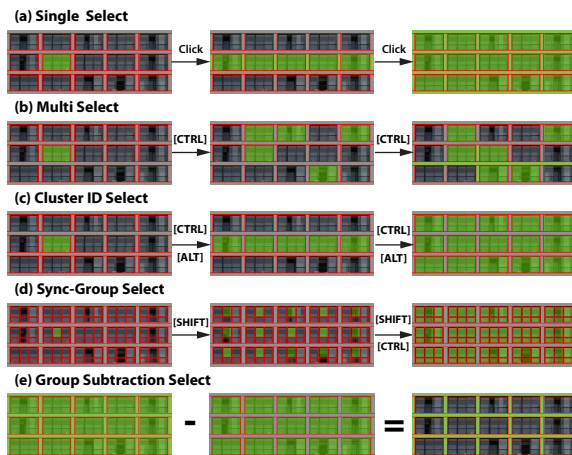 (a) Single Select
Click
Click
(b) Multi Select
[CTRL]
[CTRL]
(c) Cluster ID Select
[CTRL]
[ALT]
[CTRL]
[ALT]
(d) Sync-Group Select
[SHIFT]
[SHIFT]
[CTRL]
(e) Group Subtraction Select
- =